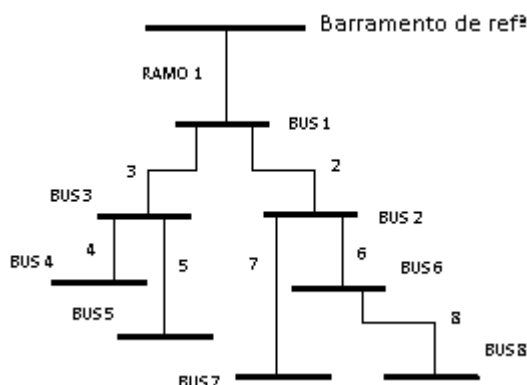 Barramento de refª
RAMO 1
BUS 1
3
2
BUS 3
BUS 2
4
5
7
6
BUS 4
BUS 6
BUS 5
8
BUS 8
BUS 7